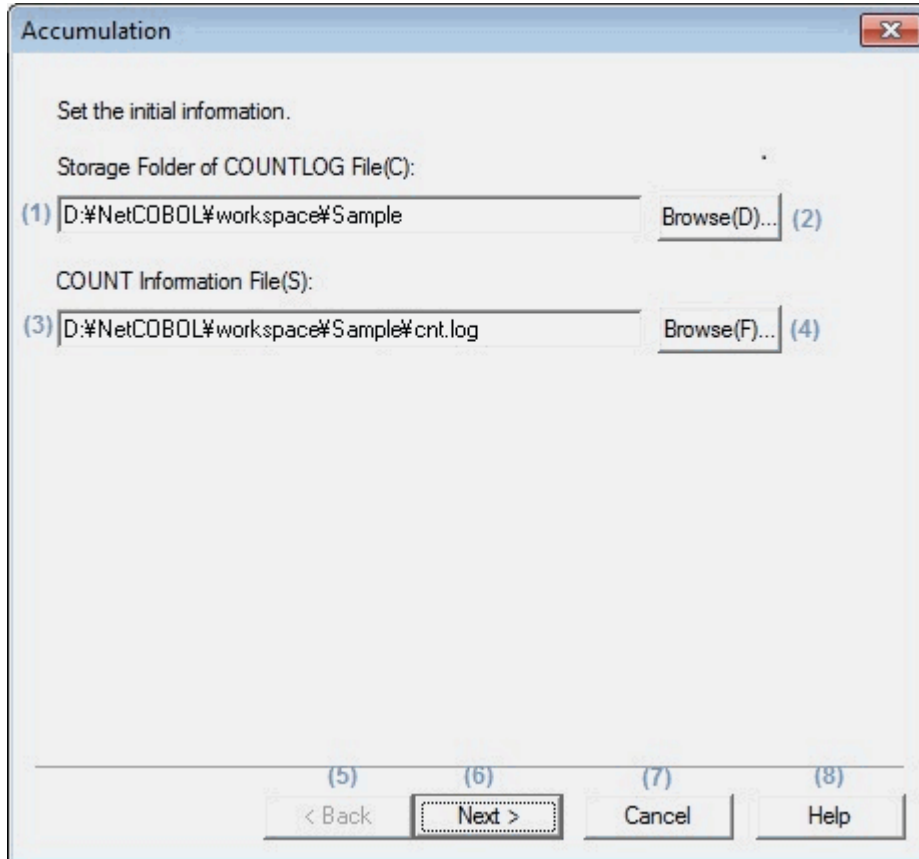 Accumulation
Set the initial information.
Storage Folder of COUNTLOG File(C):
(1) D:¥NetCOBOL¥workspace¥Sample Browse(D)... (2)
COUNT Information File(S):
(3) D:¥NetCOBOL¥workspace¥Sample¥cnt.log Browse(F)... (4)
(5) (6) (7) (8)
< Back Next > Cancel Help